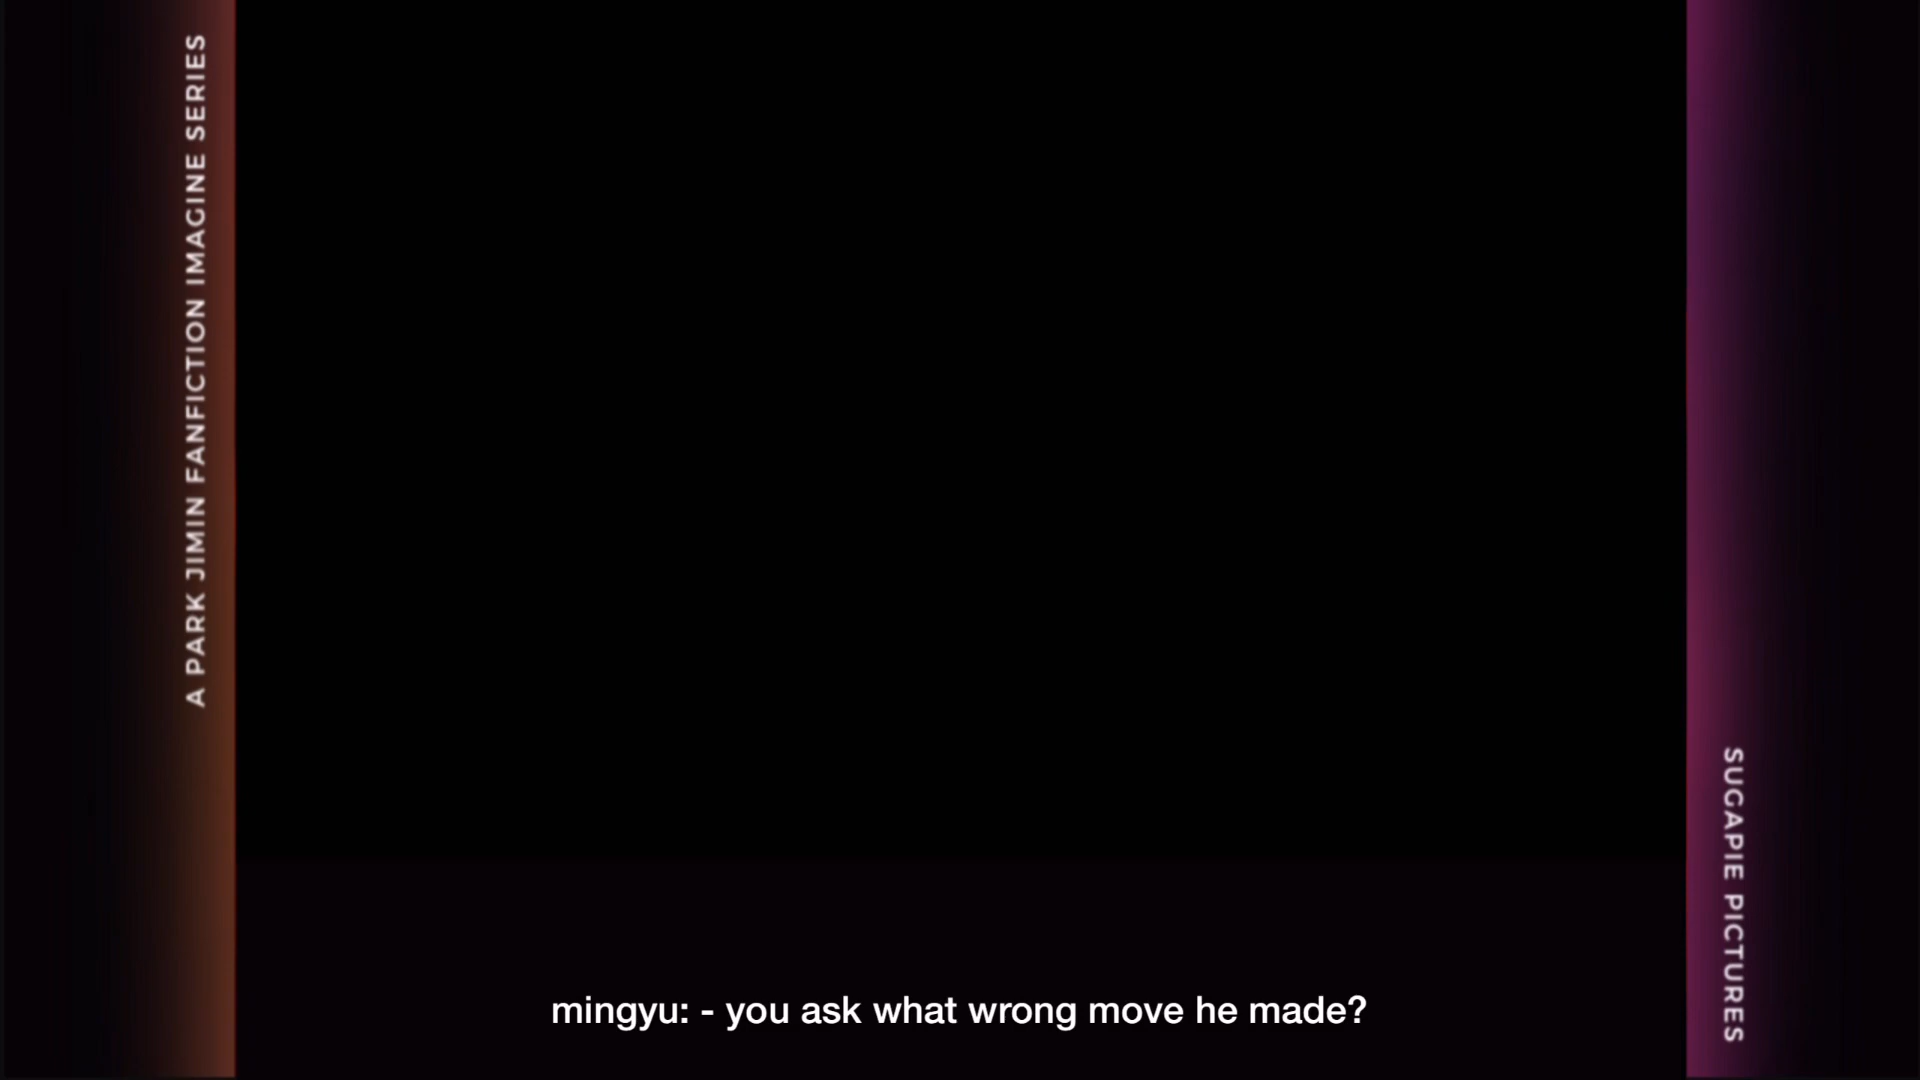 A PARK JIMIN FANFICTION IMAGINE SERIES
SUGAPIE PICTURES
mingyu: - you ask what wrong move he made?